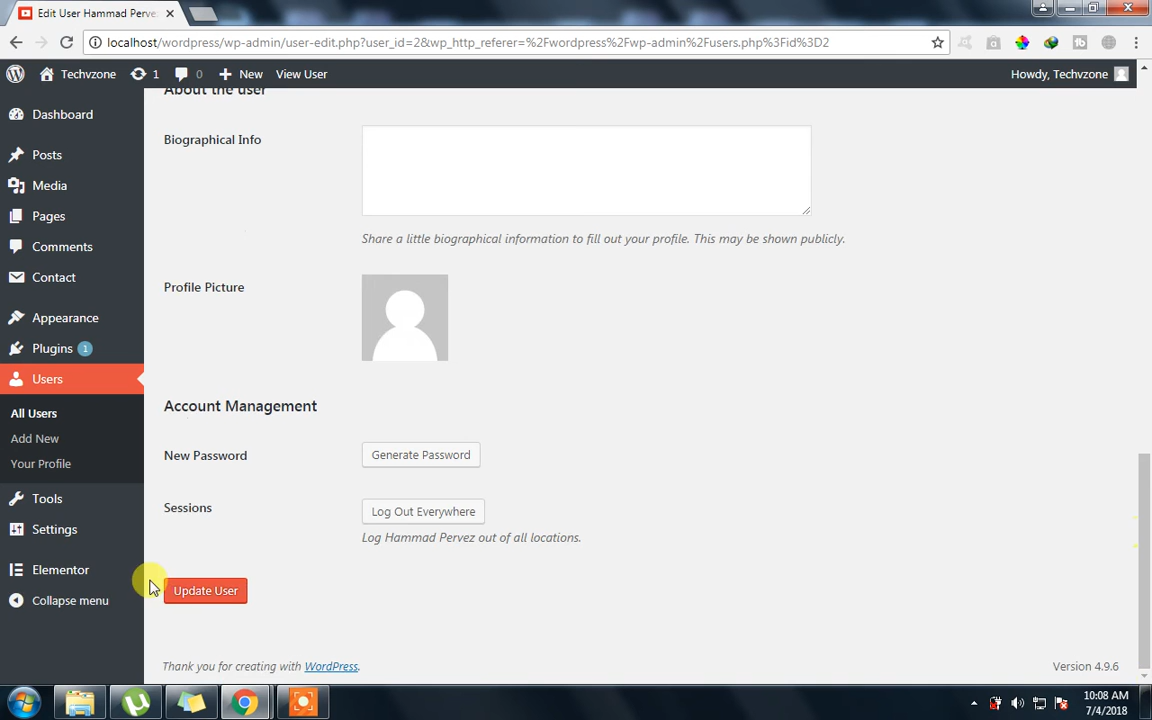 Edit User Hammad Perve
localhost/wordpress/wp-admin/user-edit.php?user_id=2&wp_http_referer=%2Fwordpress%2Fwp-admin%2Fusers.php%3Fid%3D2
Techvzone 1 0 New View User Howdy, Techvzone
About the user
Dashboard
Posts
Media
Pages
Comments
Contact
Appearance
Plugins 1
Users
All Users
Add New
Your Profile
Tools
Settings
Elementor
Collapse menu
Biographical Info
Share a little biographical information to fill out your profile. This may be shown publicly.
Profile Picture
Account Management
New Password Generate Password
Sessions Log Out Everywhere
Log Hammad Pervez out of all locations.
Update User
Thank you for creating with WordPress. Version 4.9.6
10:08 AM
7/4/2018